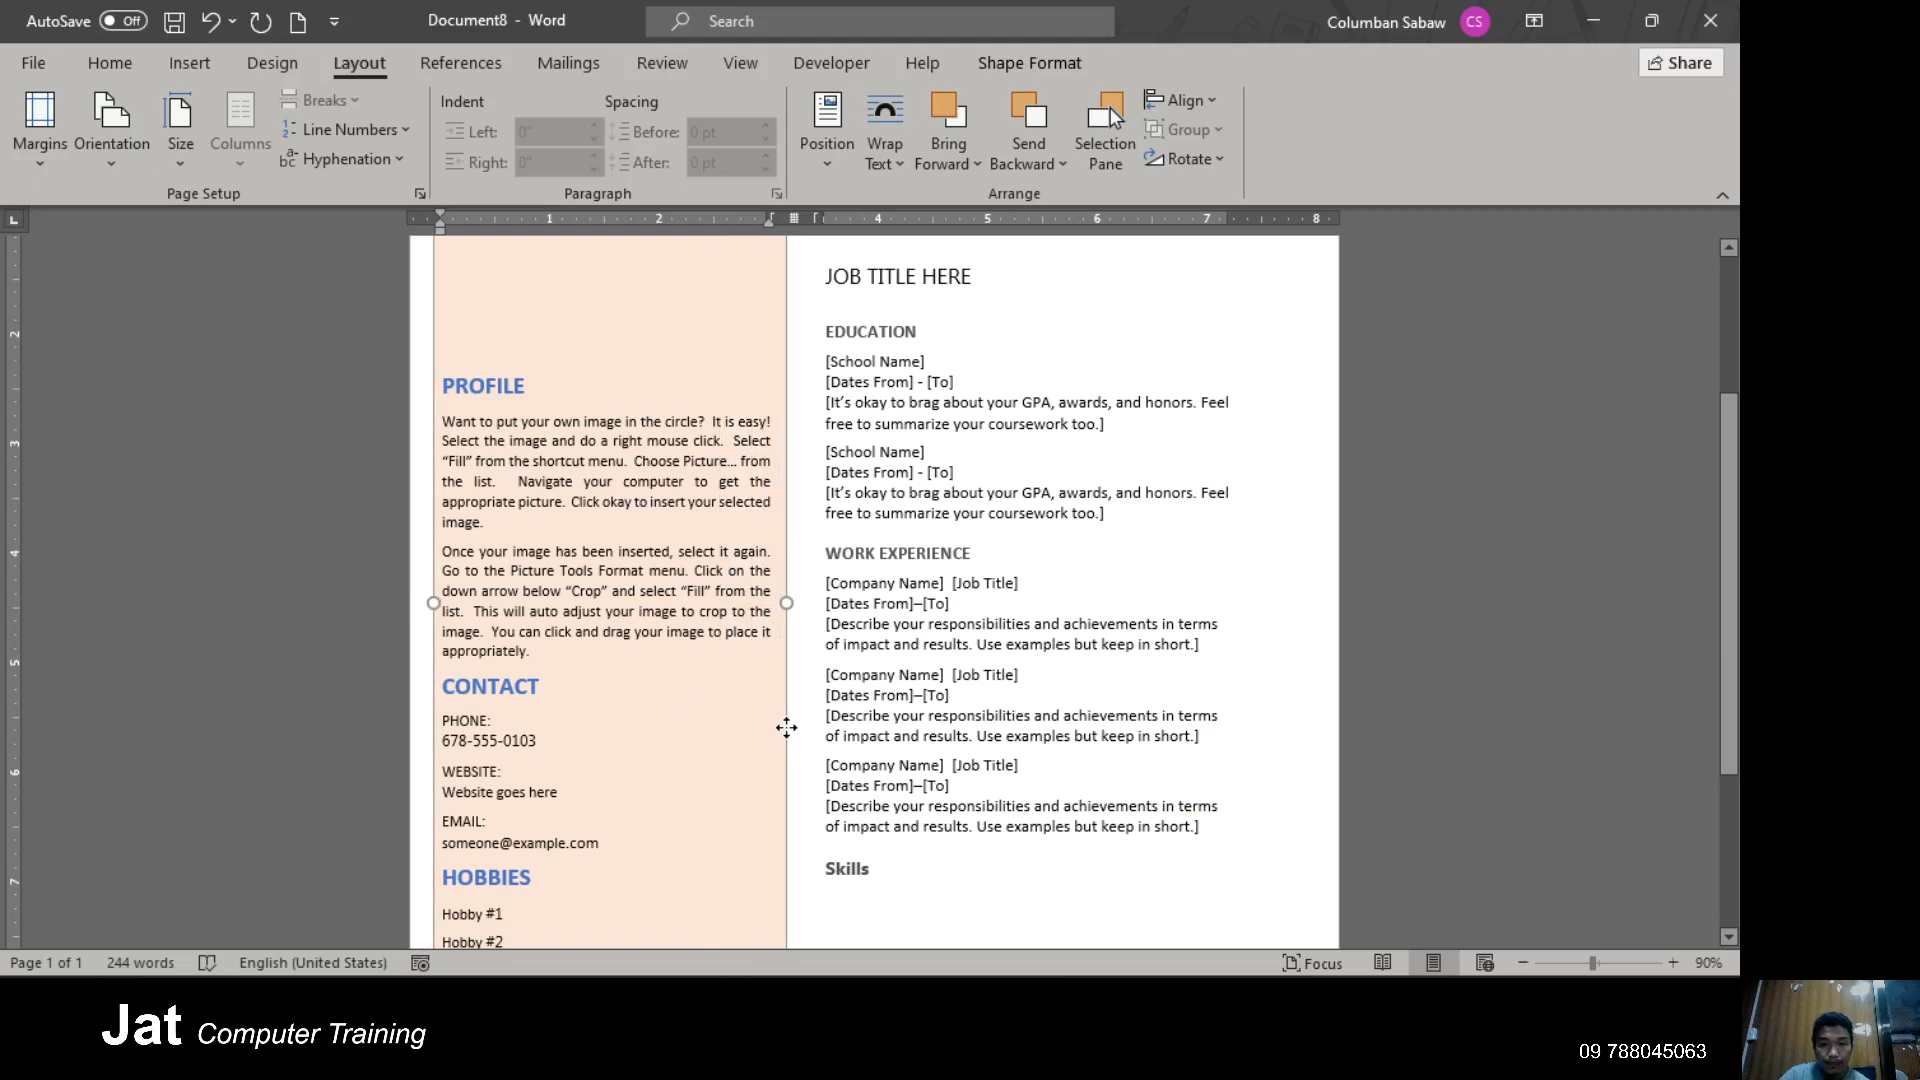 AutoSave Off
Document8 - Word
Search
Columban Sabaw CS
File Home Insert Design Layout References Mailings Review View Developer Help Shape Format
Share
Margins
Orientation
Size
Columns
Breaks
Line Numbers
Hyphenation
Page Setup
Indent
Left: 0"
Right: 0"
Spacing
Before: 0 pt
After: 0 pt
Paragraph
Position
Wrap
Text
Bring
Forward
Send
Backward
Selection
Pane
Align
Group
Rotate
Arrange
1 2 4 5 6 7 8
2
3
4
5
6
7
PROFILE
Want to put your own image in the circle? It is easy!
Select the image and do a right mouse click. Select
“Fill” from the shortcut menu. Choose Picture… from
the list. Navigate your computer to get the
appropriate picture. Click okay to insert your selected
image.
Once your image has been inserted, select it again.
Go to the Picture Tools Format menu. Click on the
down arrow below “Crop” and select “Fill” from the
list. This will auto adjust your image to crop to the
image. You can click and drag your image to place it
appropriately.
CONTACT
PHONE:
678-555-0103
WEBSITE:
Website goes here
EMAIL:
someone@example.com
HOBBIES
Hobby #1
Hobby #2
JOB TITLE HERE
EDUCATION
[School Name]
[Dates From] - [To]
[It’s okay to brag about your GPA, awards, and honors. Feel
free to summarize your coursework too.]
[School Name]
[Dates From] - [To]
[It’s okay to brag about your GPA, awards, and honors. Feel
free to summarize your coursework too.]
WORK EXPERIENCE
[Company Name] [Job Title]
[Dates From]–[To]
[Describe your responsibilities and achievements in terms
of impact and results. Use examples but keep in short.]
[Company Name] [Job Title]
[Dates From]–[To]
[Describe your responsibilities and achievements in terms
of impact and results. Use examples but keep in short.]
[Company Name] [Job Title]
[Dates From]–[To]
[Describe your responsibilities and achievements in terms
of impact and results. Use examples but keep in short.]
Skills
Page 1 of 1 244 words English (United States)
Focus
90%
Jat Computer Training
09 788045063